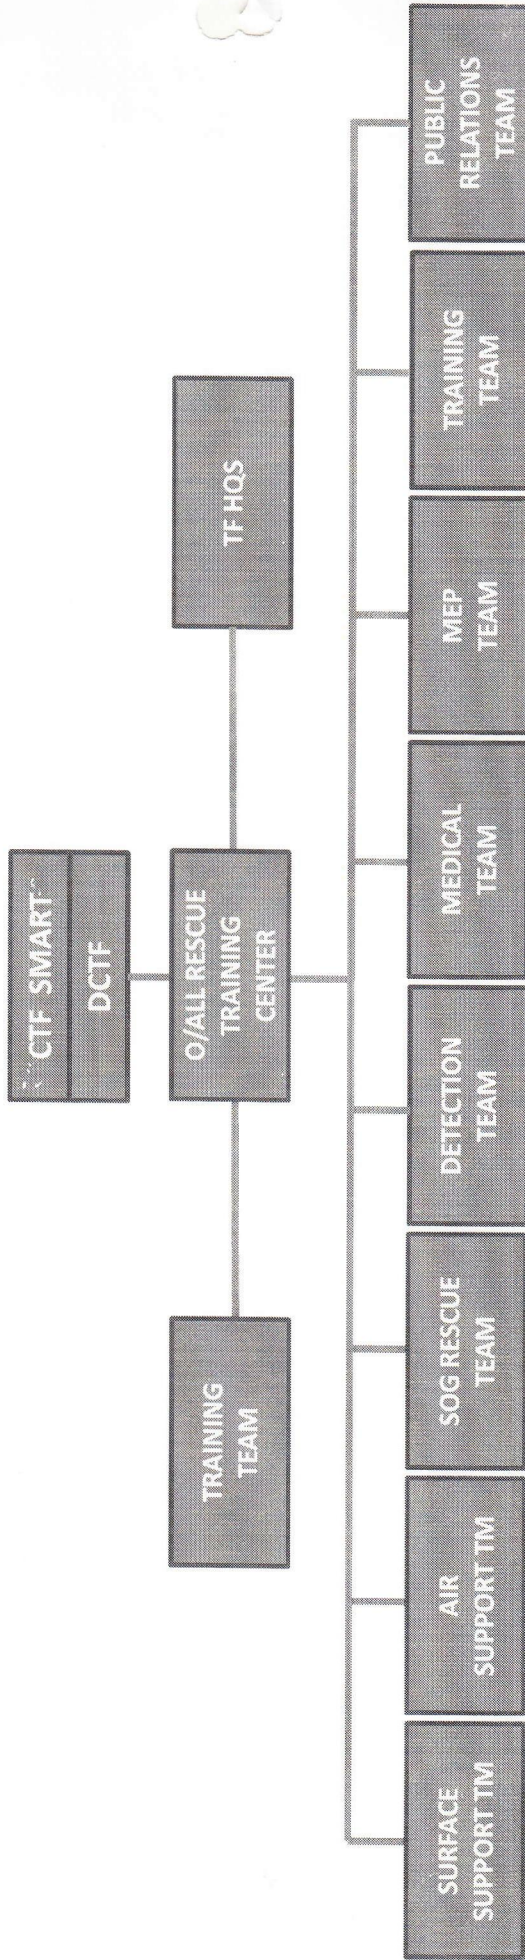 CTF SMART
DCTF
TRAINING
TEAM
O/ALL RESCUE
TRAINING
CENTER
TF HQS
SURFACE
SUPPORT TM
AIR
SUPPORT TM
SOG RESCUE
TEAM
DETECTION
TEAM
MEDICAL
TEAM
MEP
TEAM
TRAINING
TEAM
PUBLIC
RELATIONS
TEAM